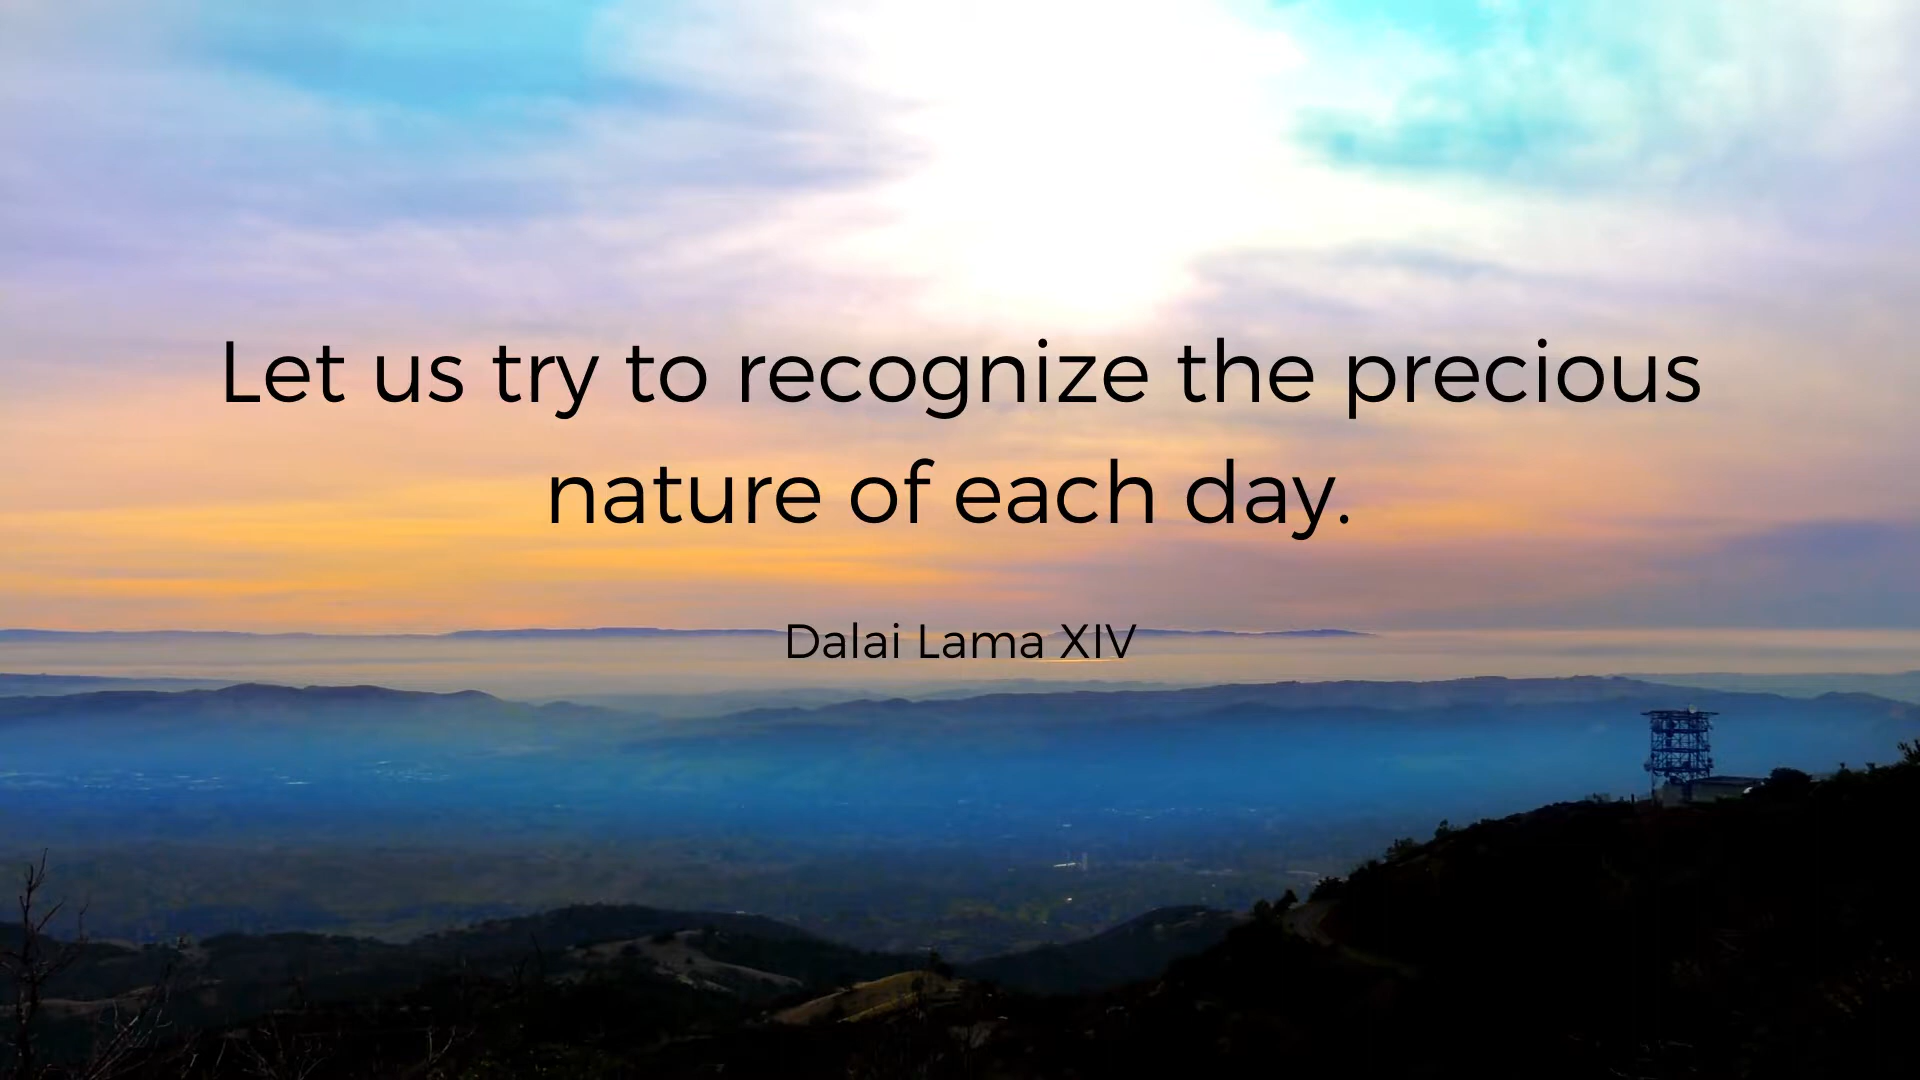 Let us try to recognize the precious
nature of each day.
Dalai Lama XIV